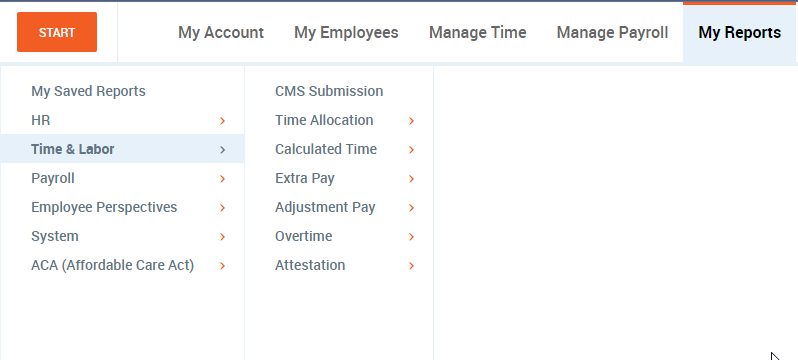 START
My Account
My Employees
Manage Time
Manage Payroll
My Reports
My Saved Reports
HR
Time & Labor
Payroll
Employee Perspectives
System
ACA (Affordable Care Act)
CMS Submission
Time Allocation
Calculated Time
Extra Pay
Adjustment Pay
Overtime
Attestation